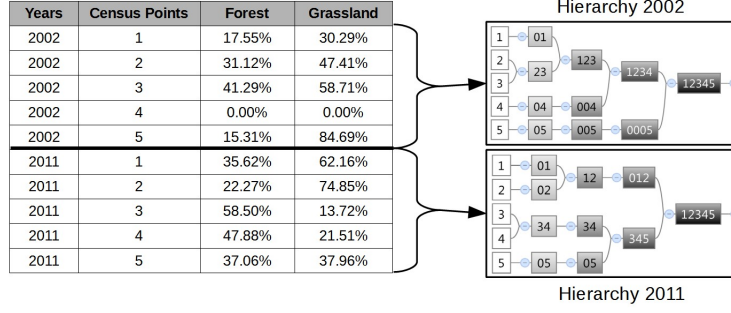 Hierarchy 2002
Years Census Points Forest Grassland
2002 1 17.55% 30.29%
2002 2 31.12% 47.41%
2002 3 41.29% 58.71%
2002 4 0.00% 0.00%
2002 5 15.31% 84.69%
2011 1 35.62% 62.16%
2011 2 22.27% 74.85%
2011 3 58.50% 13.72%
2011 4 47.88% 21.51%
2011 5 37.06% 37.96%
1 01
2 23 123 1234 12345
3
4 04 004
5 05 005 0005
1 01 12 012
2 02
3 34 34 345 12345
4
5 05 05
Hierarchy 2011